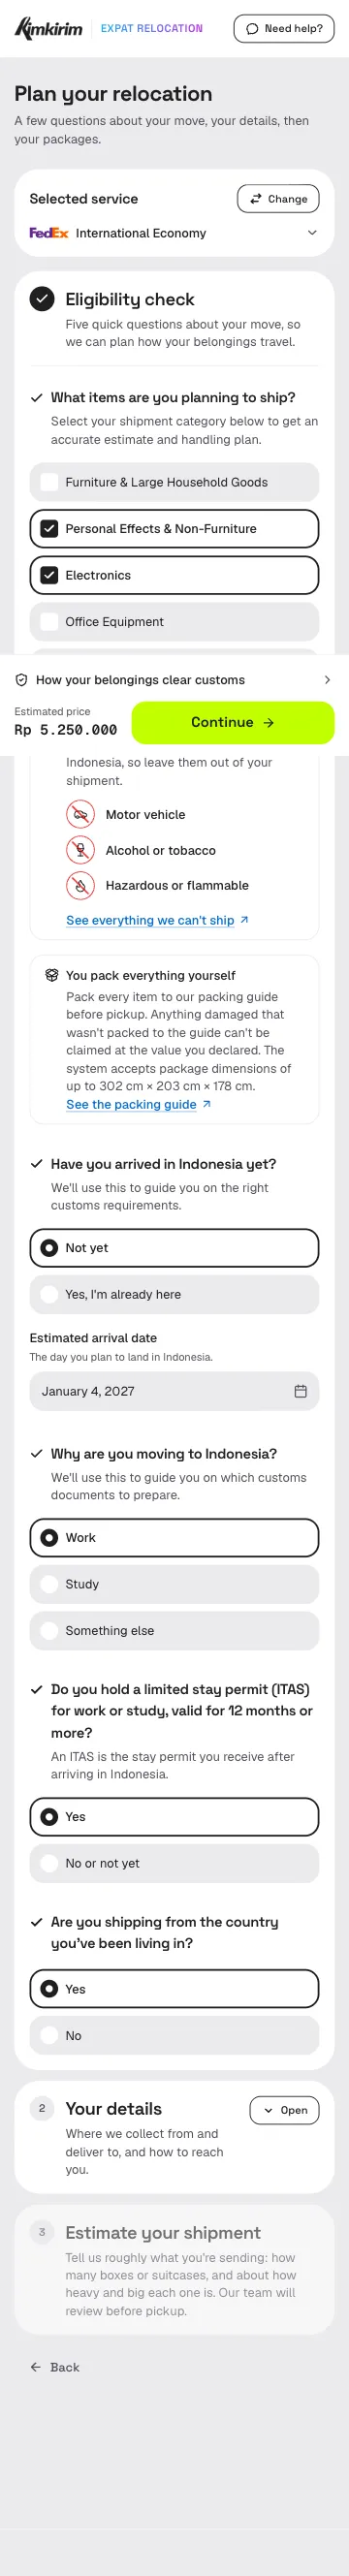 Kimkirim
EXPAT RELOCATION
Need help?
Plan your relocation
A few questions about your move, your details, then
your packages.
Selected service
Change
FedEx
International Economy
Eligibility check
Five quick questions about your move, so
we can plan how your belongings travel.
What items are you planning to ship?
Select your shipment category below to get an
accurate estimate and handling plan.
Furniture & Large Household Goods
Personal Effects & Non-Furniture
Electronics
Office Equipment
How your belongings clear customs
Estimated price
Rp 5.250.000
Continue
Indonesia, so leave them out of your
shipment.
Motor vehicle
Alcohol or tobacco
Hazardous or flammable
See everything we can't ship
You pack everything yourself
Pack every item to our packing guide
before pickup. Anything damaged that
wasn't packed to the guide can't be
claimed at the value you declared. The
system accepts package dimensions of
up to 302 cm × 203 cm × 178 cm.
See the packing guide
Have you arrived in Indonesia yet?
We'll use this to guide you on the right
customs requirements.
Not yet
Yes, I'm already here
Estimated arrival date
The day you plan to land in Indonesia.
January 4, 2027
Why are you moving to Indonesia?
We'll use this to guide you on which customs
documents to prepare.
Work
Study
Something else
Do you hold a limited stay permit (ITAS)
for work or study, valid for 12 months or
more?
An ITAS is the stay permit you receive after
arriving in Indonesia.
Yes
No or not yet
Are you shipping from the country
you've been living in?
Yes
No
2
Your details
Open
Where we collect from and
deliver to, and how to reach
you.
3
Estimate your shipment
Tell us roughly what you're sending: how
many boxes or suitcases, and about how
heavy and big each one is. Our team will
review before pickup.
Back